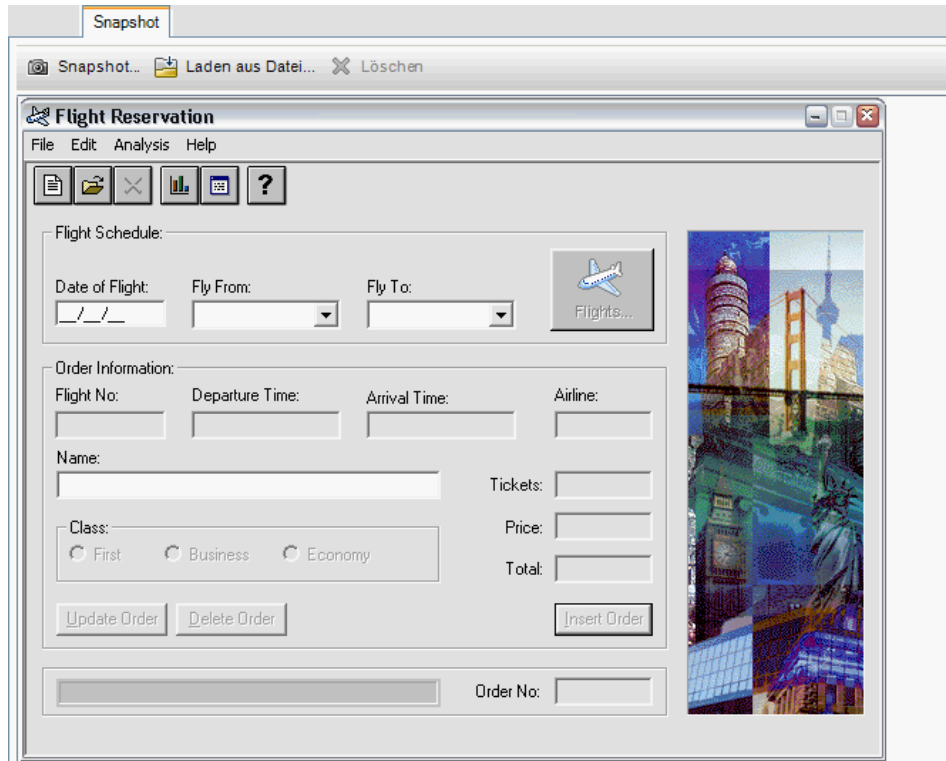 Snapshot
Snapshot... Laden aus Datei... Löschen
Flight Reservation
File Edit Analysis Help
?
Flight Schedule:
Date of Flight: Fly From: Fly To:
__/__/__
Flights...
Order Information:
Flight No: Departure Time: Arrival Time: Airline:
Name:
Tickets:
Class:
Price:
First Business Economy
Total:
Update Order Delete Order Insert Order
Order No: